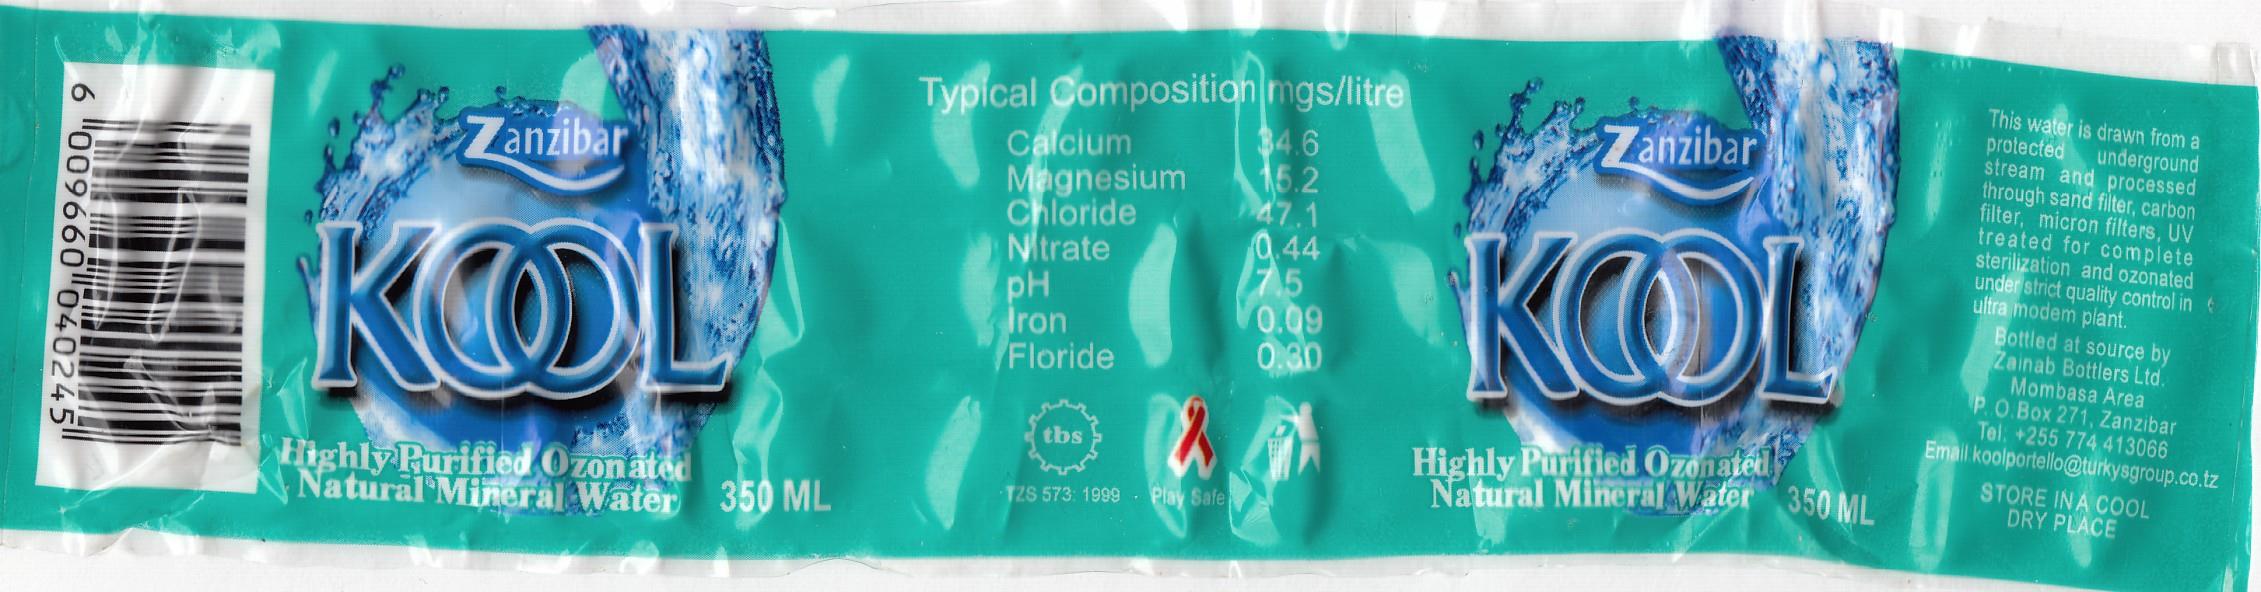 6 009660 040245
Zanzibar
KOOL
Highly Purified Ozonated
Natural Mineral Water
350 ML
Typical Composition mgs/litre
Calcium 34.6
Magnesium 15.2
Chloride 47.1
Nitrate 0.44
pH 7.5
Iron 0.09
Floride 0.30
tbs
TZS 573: 1999
Play Safe
Zanzibar
KOOL
Highly Purified Ozonated
Natural Mineral Water
350 ML
This water is drawn from a
protected underground
stream and processed
through sand filter, carbon
filter, micron filters, UV
treated for complete
sterilization and ozonated
under strict quality control in
ultra modem plant.
Bottled at source by
Zainab Bottlers Ltd.
Mombasa Area
P. O. Box 271, Zanzibar
Tel: +255 774 413066
Email koolportello@turkysgroup.co.tz
STORE IN A COOL
DRY PLACE